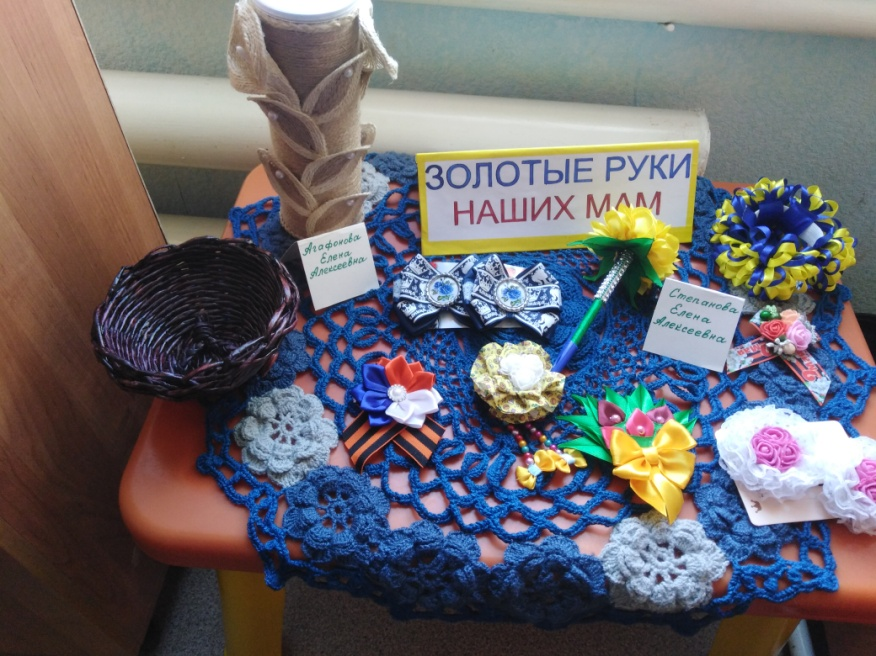 ЗОЛОТЫЕ РУКИ
НАШИХ МАМ
Агафонова
Елена
Алексеевна
Степанова
Елена
Алексеевна